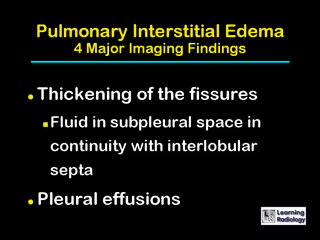 Pulmonary Interstitial Edema
4 Major Imaging Findings
Thickening of the fissures
Fluid in subpleural space in
continuity with interlobular
septa
Pleural effusions
Learning
Radiology